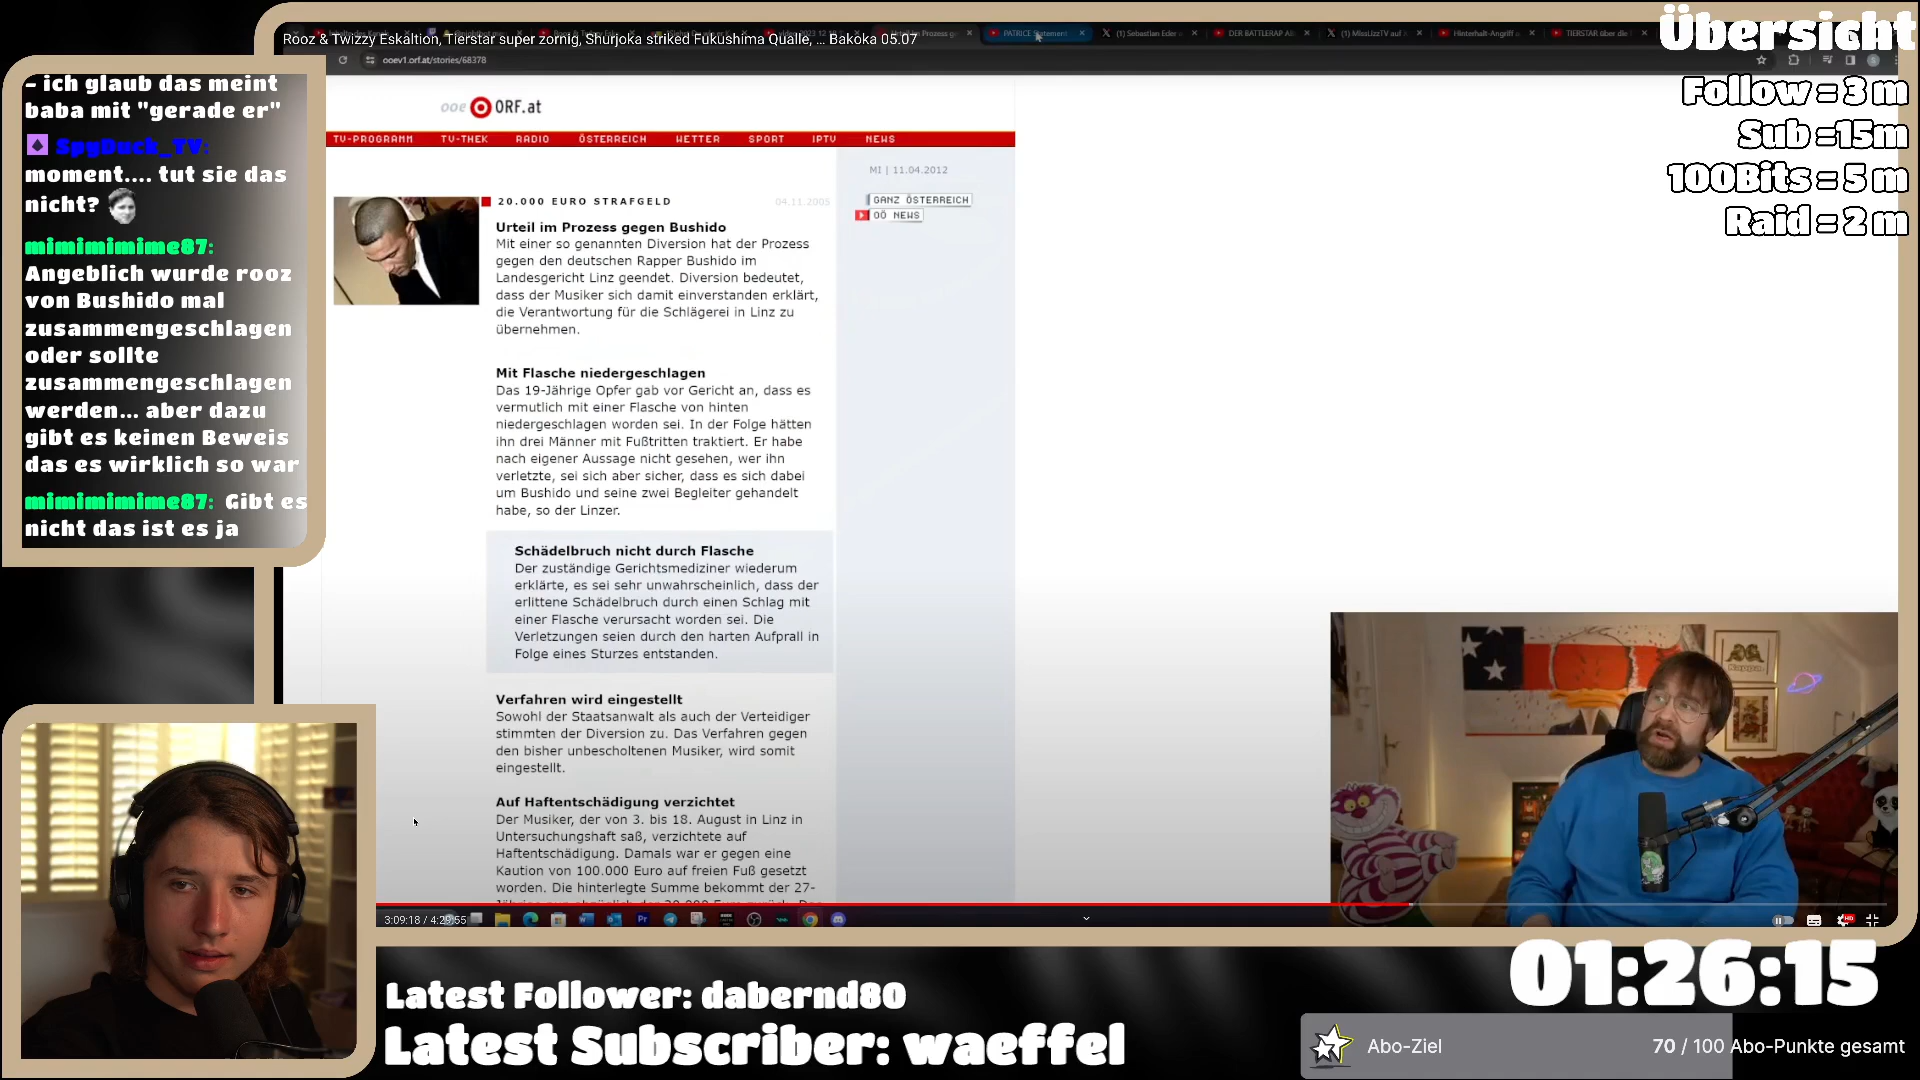 Rooz & Twizzy Eskaltion, Tierstar super zornig, Shurjoka striked Fukushima Qualle, ... Bakoka 05.07
PATRICE Statement
(1) Sebastian Eder
DER BATTLERAP
(1) MissLizzTV auf
Hinterhalt-Angriff
TIERSTAR über die
ooev1.orf.at/stories/68378
Übersicht
Follow = 3 m
Sub =15m
100Bits = 5 m
Raid = 2 m
- ich glaub das meint
baba mit "gerade er"
SpyDuck_TV:
moment.... tut sie das
nicht?
mimimimime87:
Angeblich wurde rooz
von Bushido mal
zusammengeschlagen
oder sollte
zusammengeschlagen
werden... aber dazu
gibt es keinen Beweis
das es wirklich so war
mimimimime87: Gibt es
nicht das ist es ja
ooe ORF.at
TV-PROGRAMM TV-THEK RADIO ÖSTERREICH WETTER SPORT IPTV NEWS
MI | 11.04.2012
GANZ ÖSTERREICH
OÖ NEWS
20.000 EURO STRAFGELD 04.11.2005
Urteil im Prozess gegen Bushido
Mit einer so genannten Diversion hat der Prozess
gegen den deutschen Rapper Bushido im
Landesgericht Linz geendet. Diversion bedeutet,
dass der Musiker sich damit einverstanden erklärt,
die Verantwortung für die Schlägerei in Linz zu
übernehmen.
Mit Flasche niedergeschlagen
Das 19-Jährige Opfer gab vor Gericht an, dass es
vermutlich mit einer Flasche von hinten
niedergeschlagen worden sei. In der Folge hätten
ihn drei Männer mit Fußtritten traktiert. Er habe
nach eigener Aussage nicht gesehen, wer ihn
verletzte, sei sich aber sicher, dass es sich dabei
um Bushido und seine zwei Begleiter gehandelt
habe, so der Linzer.
Schädelbruch nicht durch Flasche
Der zuständige Gerichtsmediziner wiederum
erklärte, es sei sehr unwahrscheinlich, dass der
erlittene Schädelbruch durch einen Schlag mit
einer Flasche verursacht worden sei. Die
Verletzungen seien durch den harten Aufprall in
Folge eines Sturzes entstanden.
Verfahren wird eingestellt
Sowohl der Staatsanwalt als auch der Verteidiger
stimmten der Diversion zu. Das Verfahren gegen
den bisher unbescholtenen Musiker, wird somit
eingestellt.
Auf Haftentschädigung verzichtet
Der Musiker, der von 3. bis 18. August in Linz in
Untersuchungshaft saß, verzichtete auf
Haftentschädigung. Damals war er gegen eine
Kaution von 100.000 Euro auf freien Fuß gesetzt
worden. Die hinterlegte Summe bekommt der 27-
3:09:18 / 4:29:55
Kappa
01:26:15
Latest Follower: dabernd80
Latest Subscriber: waeffel
Abo-Ziel 70 / 100 Abo-Punkte gesamt